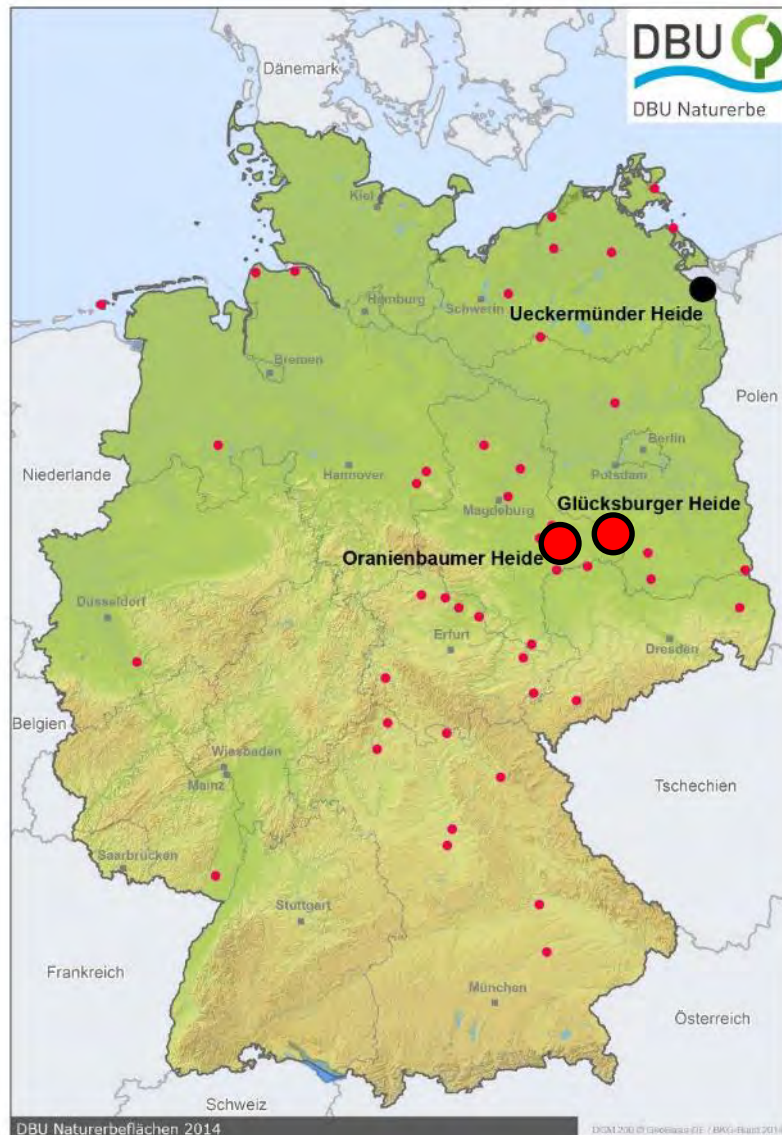 DBU
DBU Naturerbe
Dänemark
Kiel
Hamburg
Schwerin
Ueckermünder Heide
Bremen
Polen
Niederlande
Hannover
Berlin
Potsdam
Magdeburg
Glücksburger Heide
Oranienbaumer Heide
Düsseldorf
Erfurt
Dresden
Belgien
Wiesbaden
Mainz
Tschechien
Saarbrücken
Stuttgart
Frankreich
München
Österreich
Schweiz
DBU Naturerbeflächen 2014